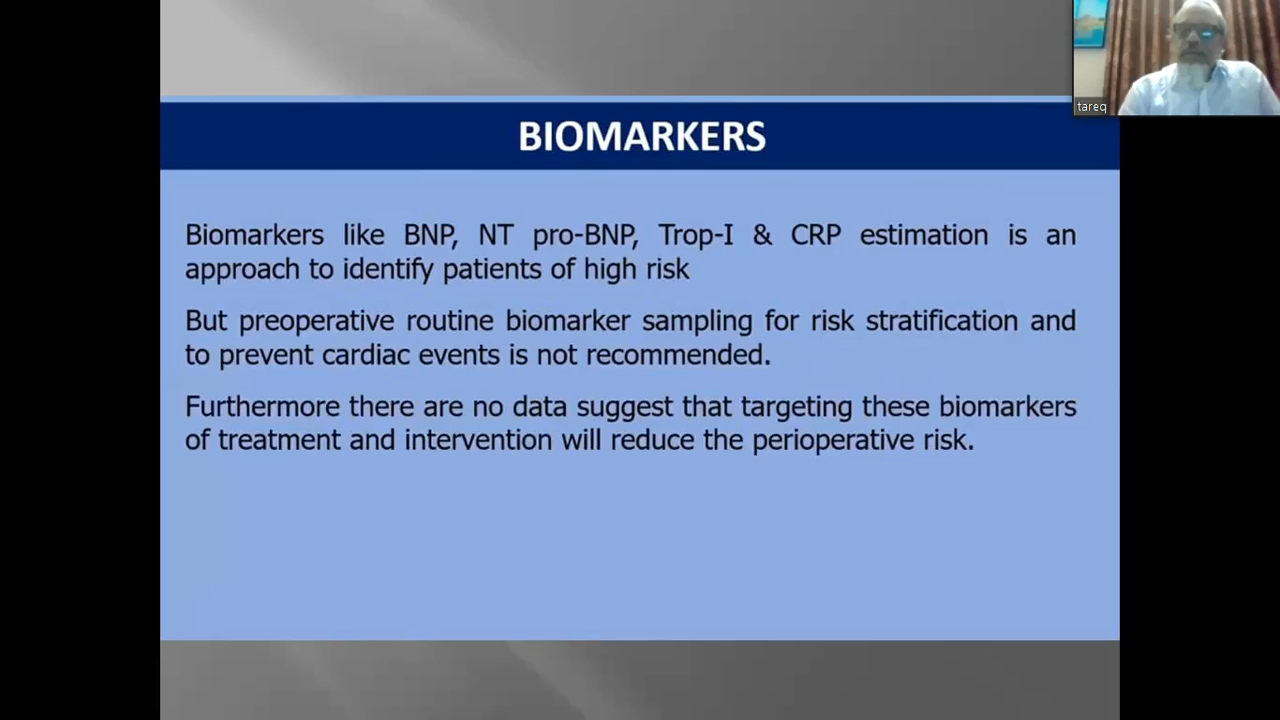 BIOMARKERS
Biomarkers like BNP, NT pro-BNP, Trop-I & CRP estimation is an
approach to identify patients of high risk
But preoperative routine biomarker sampling for risk stratification and
to prevent cardiac events is not recommended.
Furthermore there are no data suggest that targeting these biomarkers
of treatment and intervention will reduce the perioperative risk.
tareq